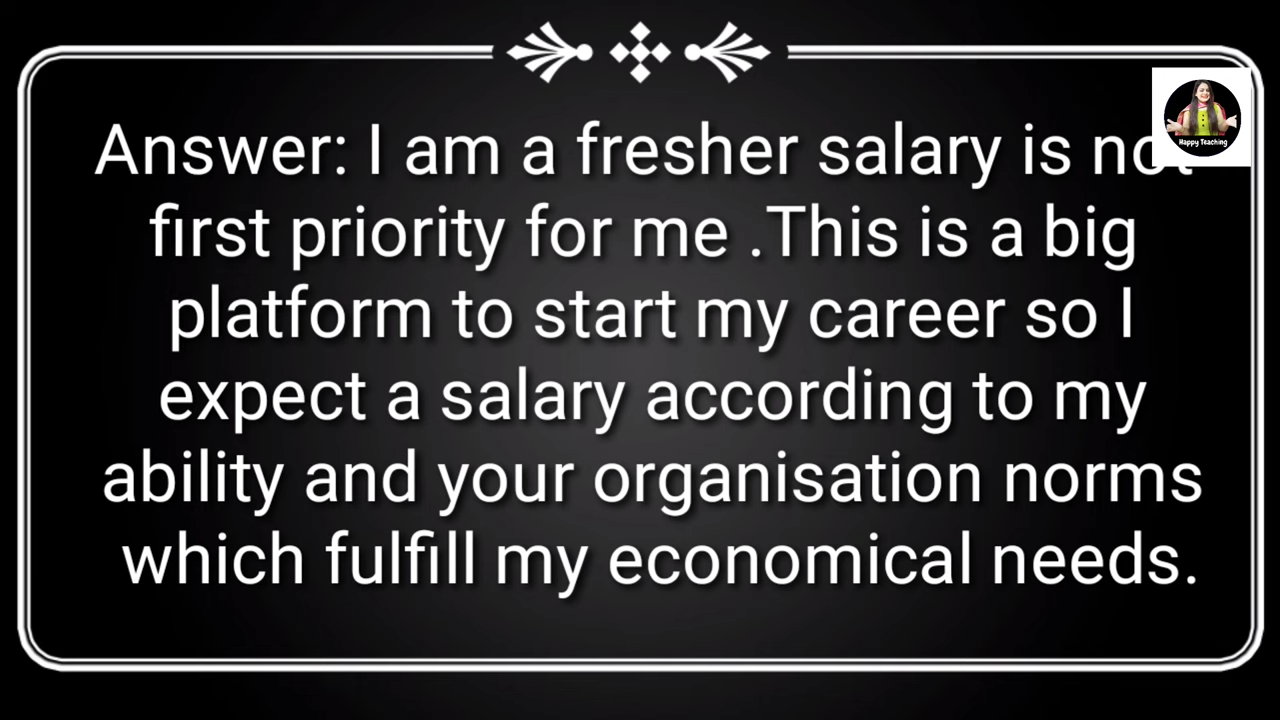 Answer: I am a fresher salary is not
first priority for me .This is a big
platform to start my career so I
expect a salary according to my
ability and your organisation norms
which fulfill my economical needs.
Happy Teaching